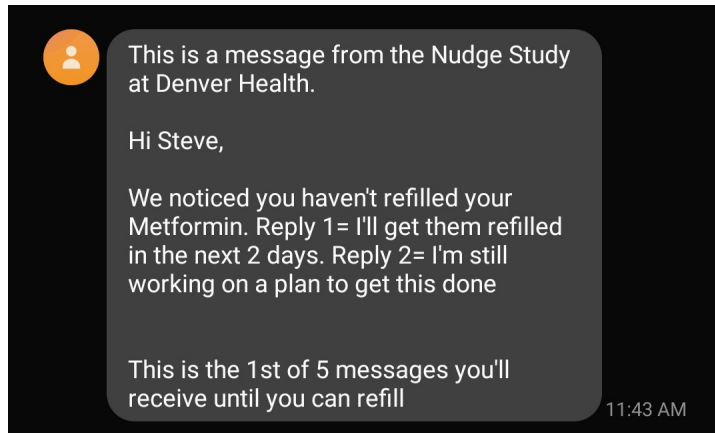 This is a message from the Nudge Study
at Denver Health.
Hi Steve,
We noticed you haven't refilled your
Metformin. Reply 1= I'll get them refilled
in the next 2 days. Reply 2= I'm still
working on a plan to get this done
This is the 1st of 5 messages you'll
receive until you can refill
11:43 AM